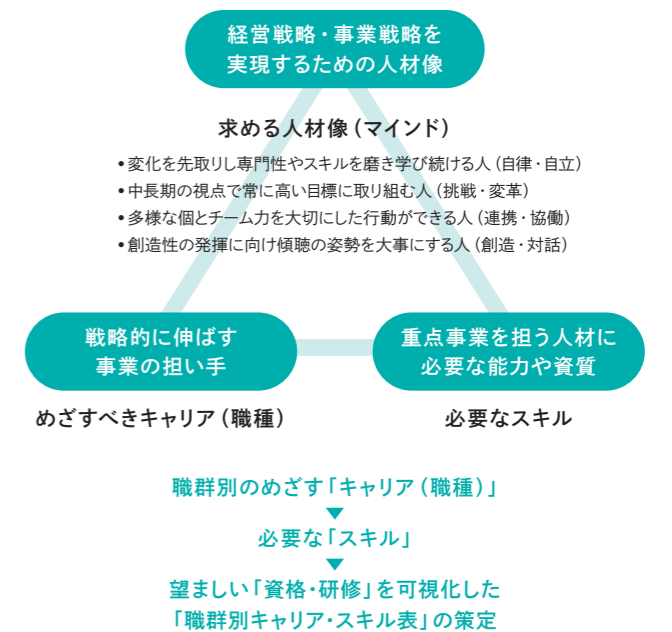 経営戦略・事業戦略を
実現するための人材像
求める人材像（マインド）
•変化を先取りし専門性やスキルを磨き学び続ける人（自律・自立）
•中長期の視点で常に高い目標に取り組む人（挑戦・変革）
•多様な個とチーム力を大切にした行動ができる人（連携・協働）
•創造性の発揮に向け傾聴の姿勢を大事にする人（創造・対話）
戦略的に伸ばす
事業の担い手
めざすべきキャリア（職種）
重点事業を担う人材に
必要な能力や資質
必要なスキル
職群別のめざす「キャリア（職種）」
▼
必要な「スキル」
▼
望ましい「資格・研修」を可視化した
「職群別キャリア・スキル表」の策定